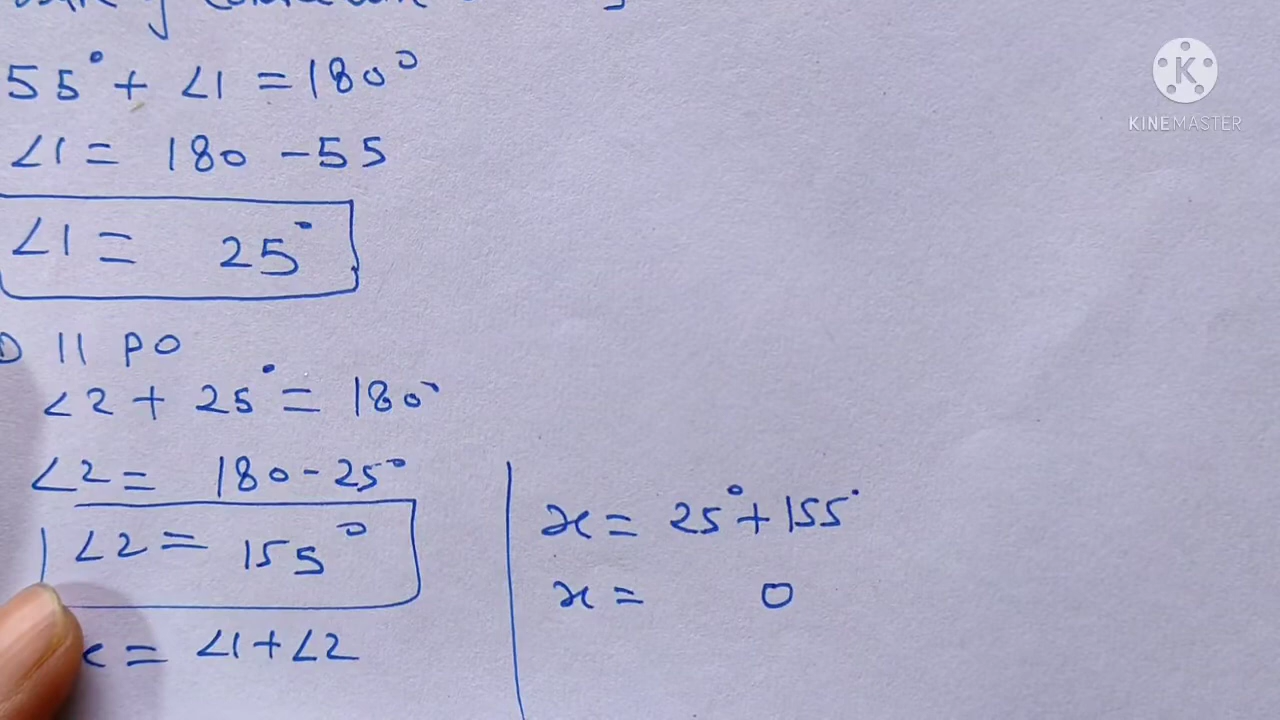 55° + ∠1 = 180°
∠1 = 180 - 55
∠1 = 25°
D || PO
∠2 + 25° = 180°
∠2 = 180 - 25°
∠2 = 155°
x = ∠1 + ∠2
x = 25° + 155°
x = 0
KINEMASTER